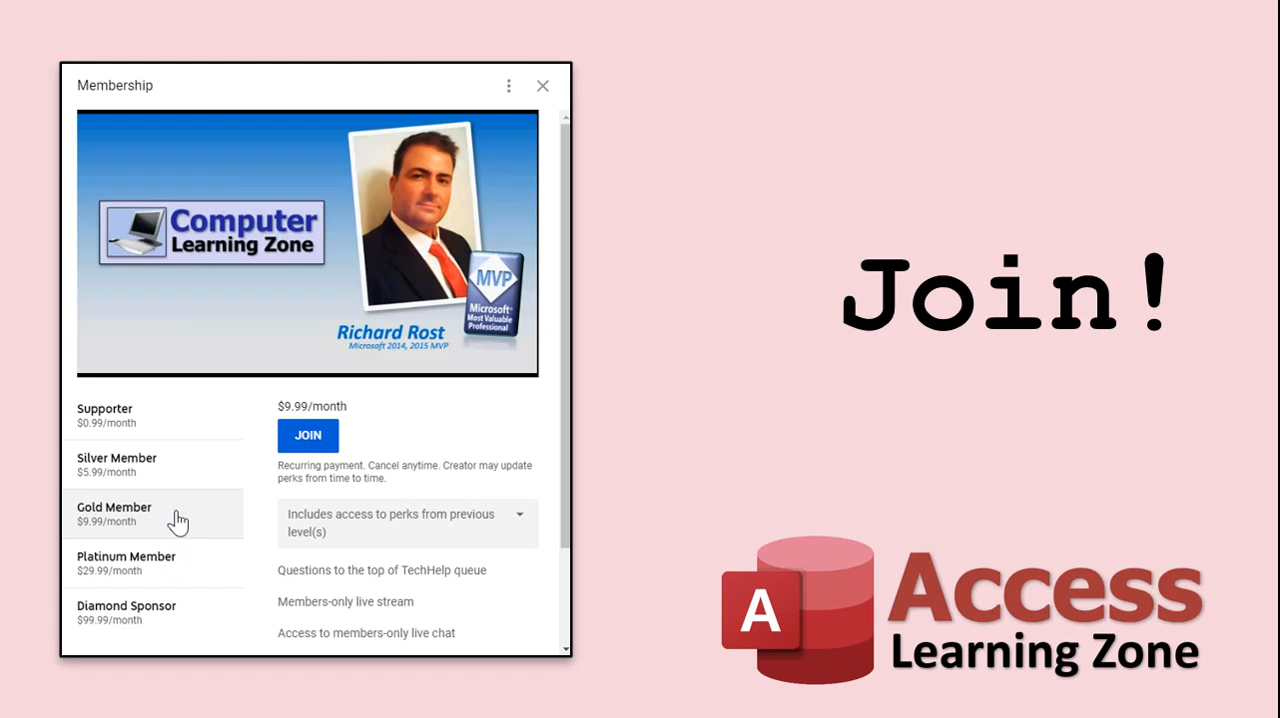 Membership
Computer
Learning Zone
MVP
Microsoft®
Most Valuable
Professional
Richard Rost
Microsoft 2014, 2015 MVP
Supporter
$0.99/month
Silver Member
$5.99/month
Gold Member
$9.99/month
Platinum Member
$29.99/month
Diamond Sponsor
$99.99/month
$9.99/month
JOIN
Recurring payment. Cancel anytime. Creator may update
perks from time to time.
Includes access to perks from previous
level(s)
Questions to the top of TechHelp queue
Members-only live stream
Access to members-only live chat
Join!
A
Access
Learning Zone